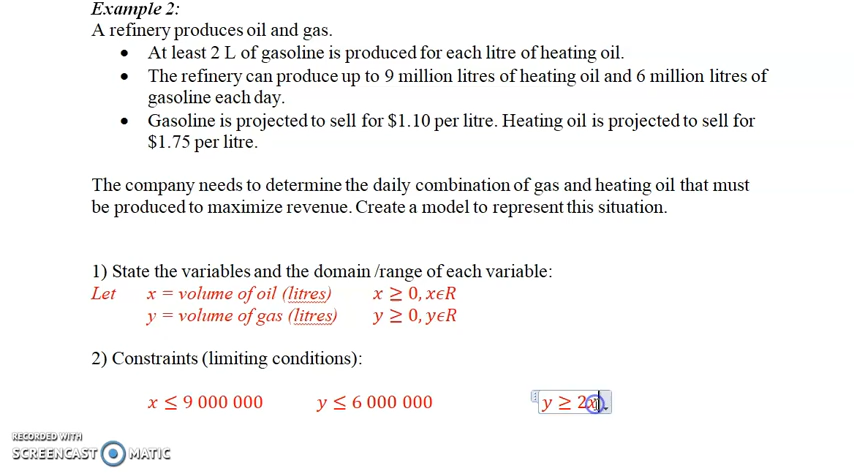 Example 2:
A refinery produces oil and gas.
• At least 2 L of gasoline is produced for each litre of heating oil.
• The refinery can produce up to 9 million litres of heating oil and 6 million litres of
gasoline each day.
• Gasoline is projected to sell for $1.10 per litre. Heating oil is projected to sell for
$1.75 per litre.
The company needs to determine the daily combination of gas and heating oil that must
be produced to maximize revenue. Create a model to represent this situation.
1) State the variables and the domain /range of each variable:
Let x = volume of oil (litres) x ≥ 0, xϵR
y = volume of gas (litres) y ≥ 0, yϵR
2) Constraints (limiting conditions):
x ≤ 9 000 000 y ≤ 6 000 000 y ≥ 2x
RECORDED WITH
SCREENCAST MATIC